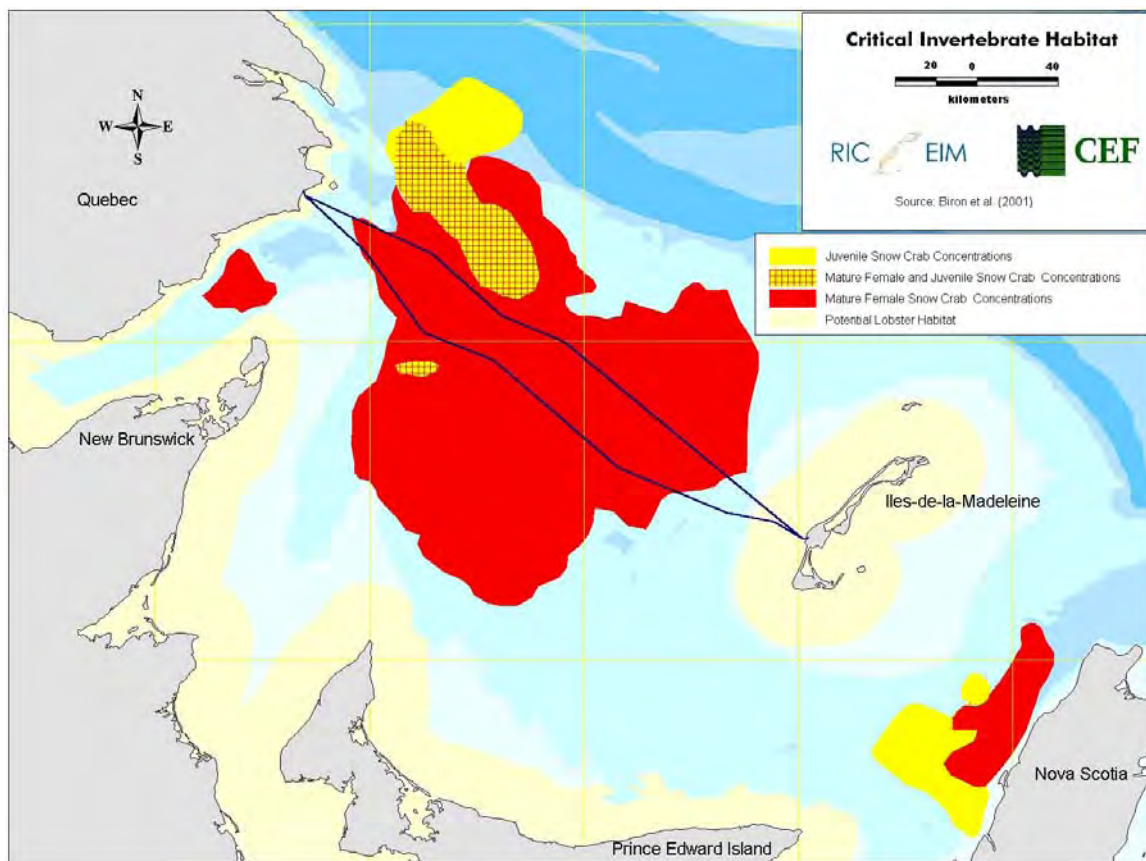 Critical Invertebrate Habitat
20 0 40
kilometers
RIC EIM CEF
Source: Biron et al. (2001)
N
W E
S
Quebec
Juvenile Snow Crab Concentrations
Mature Female and Juvenile Snow Crab Concentrations
Mature Female Snow Crab Concentrations
Potential Lobster Habitat
New Brunswick
Iles-de-la-Madeleine
Nova Scotia
Prince Edward Island